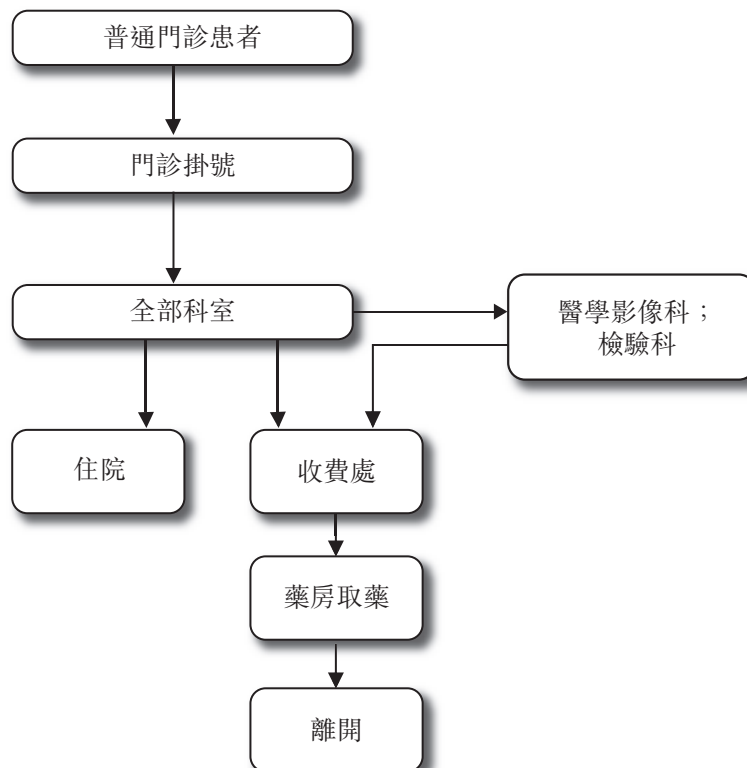 普通門診患者
門診掛號
全部科室
醫學影像科；
檢驗科
住院
收費處
藥房取藥
離開